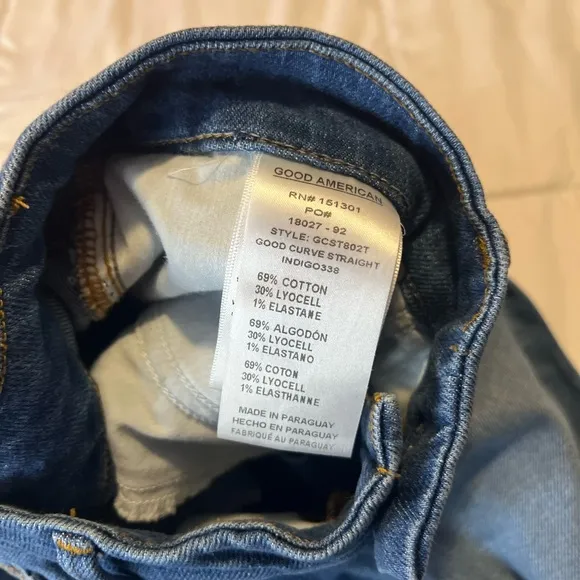 GOOD AMERICAN
RN# 151301
PO#
18027 - 92
STYLE: GCST802T
GOOD CURVE STRAIGHT
INDIGO338
69% COTTON
30% LYOCELL
1% ELASTANE
69% ALGODÓN
30% LYOCELL
1% ELASTANO
69% COTON
30% LYOCELL
1% ELASTHANNE
MADE IN PARAGUAY
HECHO EN PARAGUAY
FABRIQUÉ AU PARAGUAY